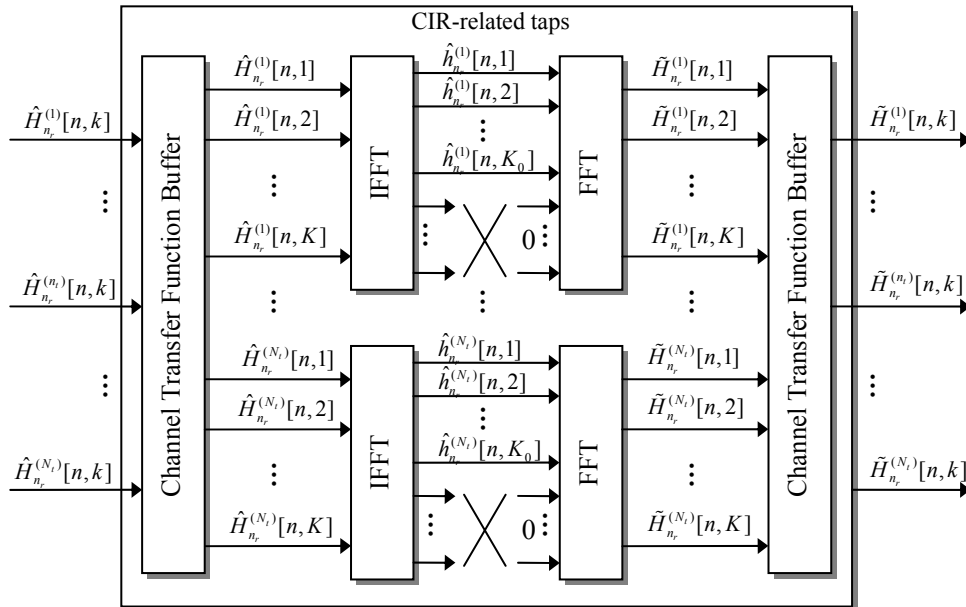 CIR-related taps
Ĥ_{n_r}^{(1)}[n,k]
⋮
Ĥ_{n_r}^{(n_t)}[n,k]
⋮
Ĥ_{n_r}^{(N_t)}[n,k]
Channel Transfer Function Buffer
Ĥ_{n_r}^{(1)}[n,1]
Ĥ_{n_r}^{(1)}[n,2]
⋮
Ĥ_{n_r}^{(1)}[n,K]
⋮
Ĥ_{n_r}^{(N_t)}[n,1]
Ĥ_{n_r}^{(N_t)}[n,2]
⋮
Ĥ_{n_r}^{(N_t)}[n,K]
IFFT
IFFT
ĥ_{n_r}^{(1)}[n,1]
ĥ_{n_r}^{(1)}[n,2]
⋮
ĥ_{n_r}^{(1)}[n,K_0]
⋮ 0 ⋮
⋮
ĥ_{n_r}^{(N_t)}[n,1]
ĥ_{n_r}^{(N_t)}[n,2]
⋮
ĥ_{n_r}^{(N_t)}[n,K_0]
⋮ 0 ⋮
FFT
FFT
H̃_{n_r}^{(1)}[n,1]
H̃_{n_r}^{(1)}[n,2]
⋮
H̃_{n_r}^{(1)}[n,K]
⋮
H̃_{n_r}^{(N_t)}[n,1]
H̃_{n_r}^{(N_t)}[n,2]
⋮
H̃_{n_r}^{(N_t)}[n,K]
Channel Transfer Function Buffer
H̃_{n_r}^{(1)}[n,k]
⋮
H̃_{n_r}^{(n_t)}[n,k]
⋮
H̃_{n_r}^{(N_t)}[n,k]